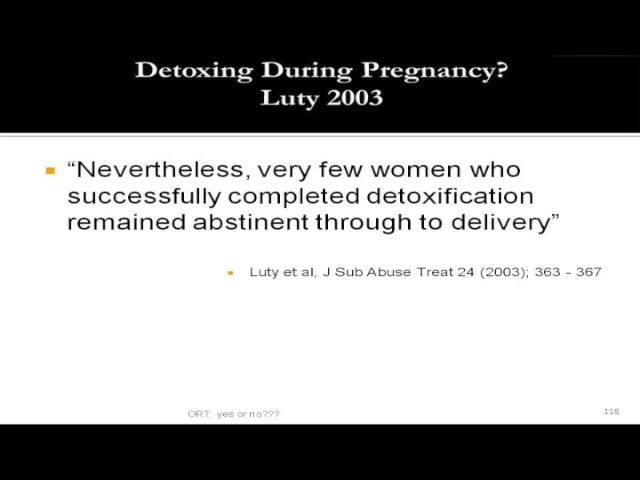 Detoxing During Pregnancy?
Luty 2003
“Nevertheless, very few women who
successfully completed detoxification
remained abstinent through to delivery”
Luty et al, J Sub Abuse Treat 24 (2003); 363 - 367
ORT: yes or no???
118